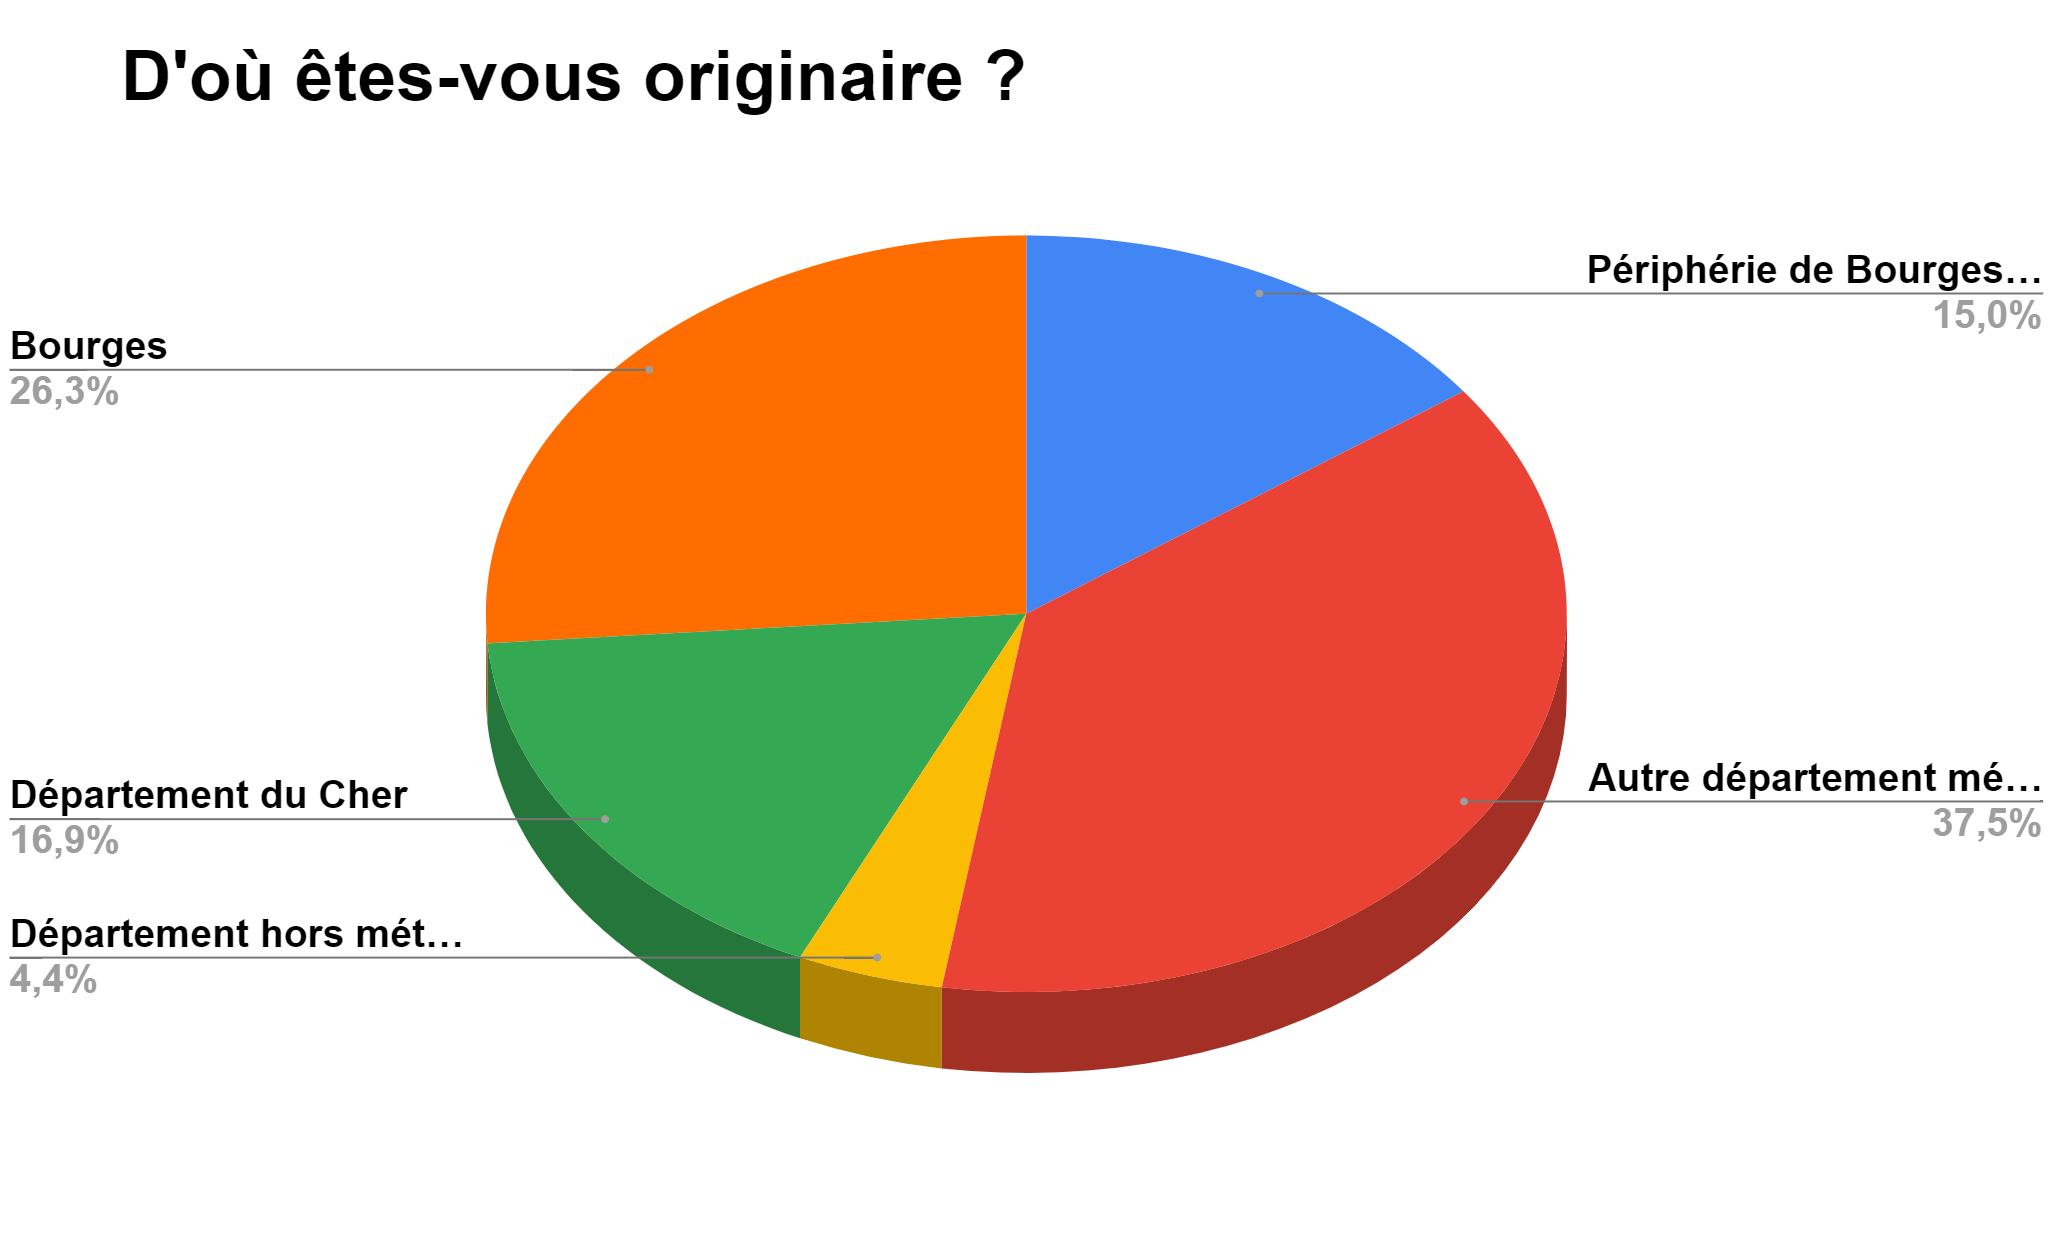 D'où êtes-vous originaire ?
Périphérie de Bourges…
15,0%
Bourges
26,3%
Autre département mé…
37,5%
Département du Cher
16,9%
Département hors mét…
4,4%